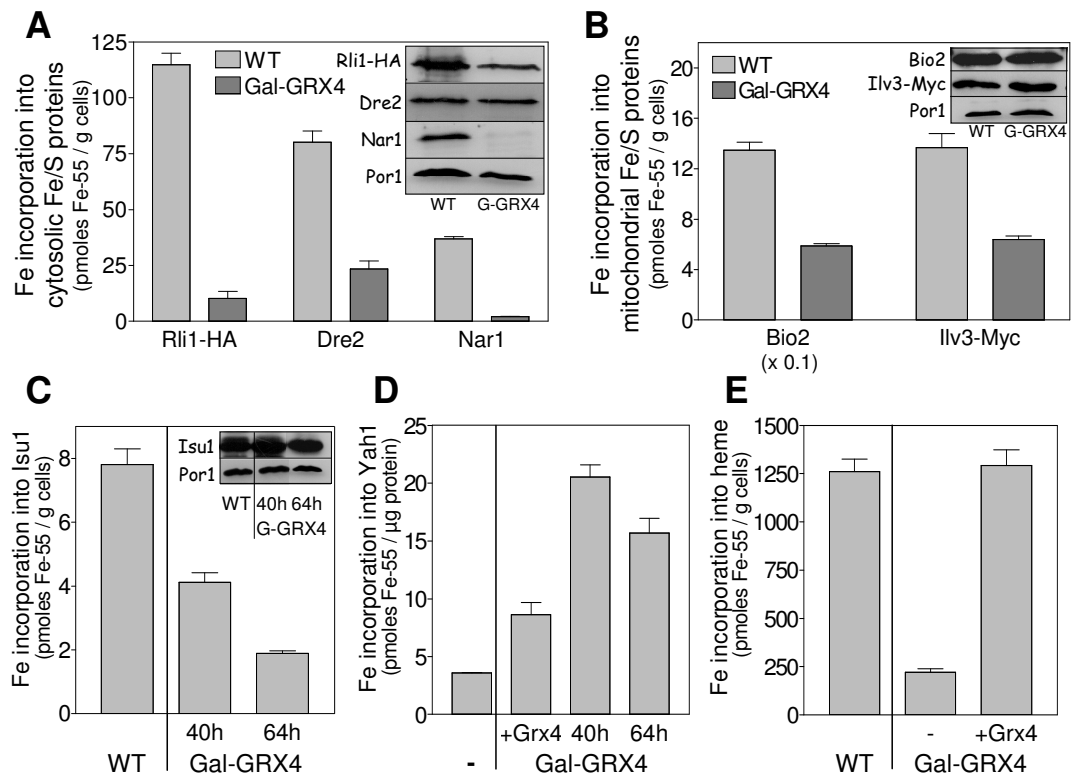 A
Fe incorporation into
cytosolic Fe/S proteins
(pmoles Fe-55 / g cells)
125
100
75
50
25
0
WT
Gal-GRX4
Rli1-HA
Dre2
Nar1
Por1
WT G-GRX4
Rli1-HA Dre2 Nar1
B
Fe incorporation into
mitochondrial Fe/S proteins
(pmoles Fe-55 / g cells)
20
16
12
8
4
0
WT
Gal-GRX4
Bio2
Ilv3-Myc
Por1
WT G-GRX4
Bio2 Ilv3-Myc
(x 0.1)
C
Fe incorporation into Isu1
(pmoles Fe-55 / g cells)
8
6
4
2
0
Isu1
Por1
WT 40h 64h
G-GRX4
40h 64h
WT Gal-GRX4
D
Fe incorporation into Yah1
(pmoles Fe-55 / µg protein)
25
20
15
10
5
0
+Grx4 40h 64h
- Gal-GRX4
E
Fe incorporation into heme
(pmoles Fe-55 / g cells)
1500
1250
1000
750
500
250
0
- +Grx4
WT Gal-GRX4